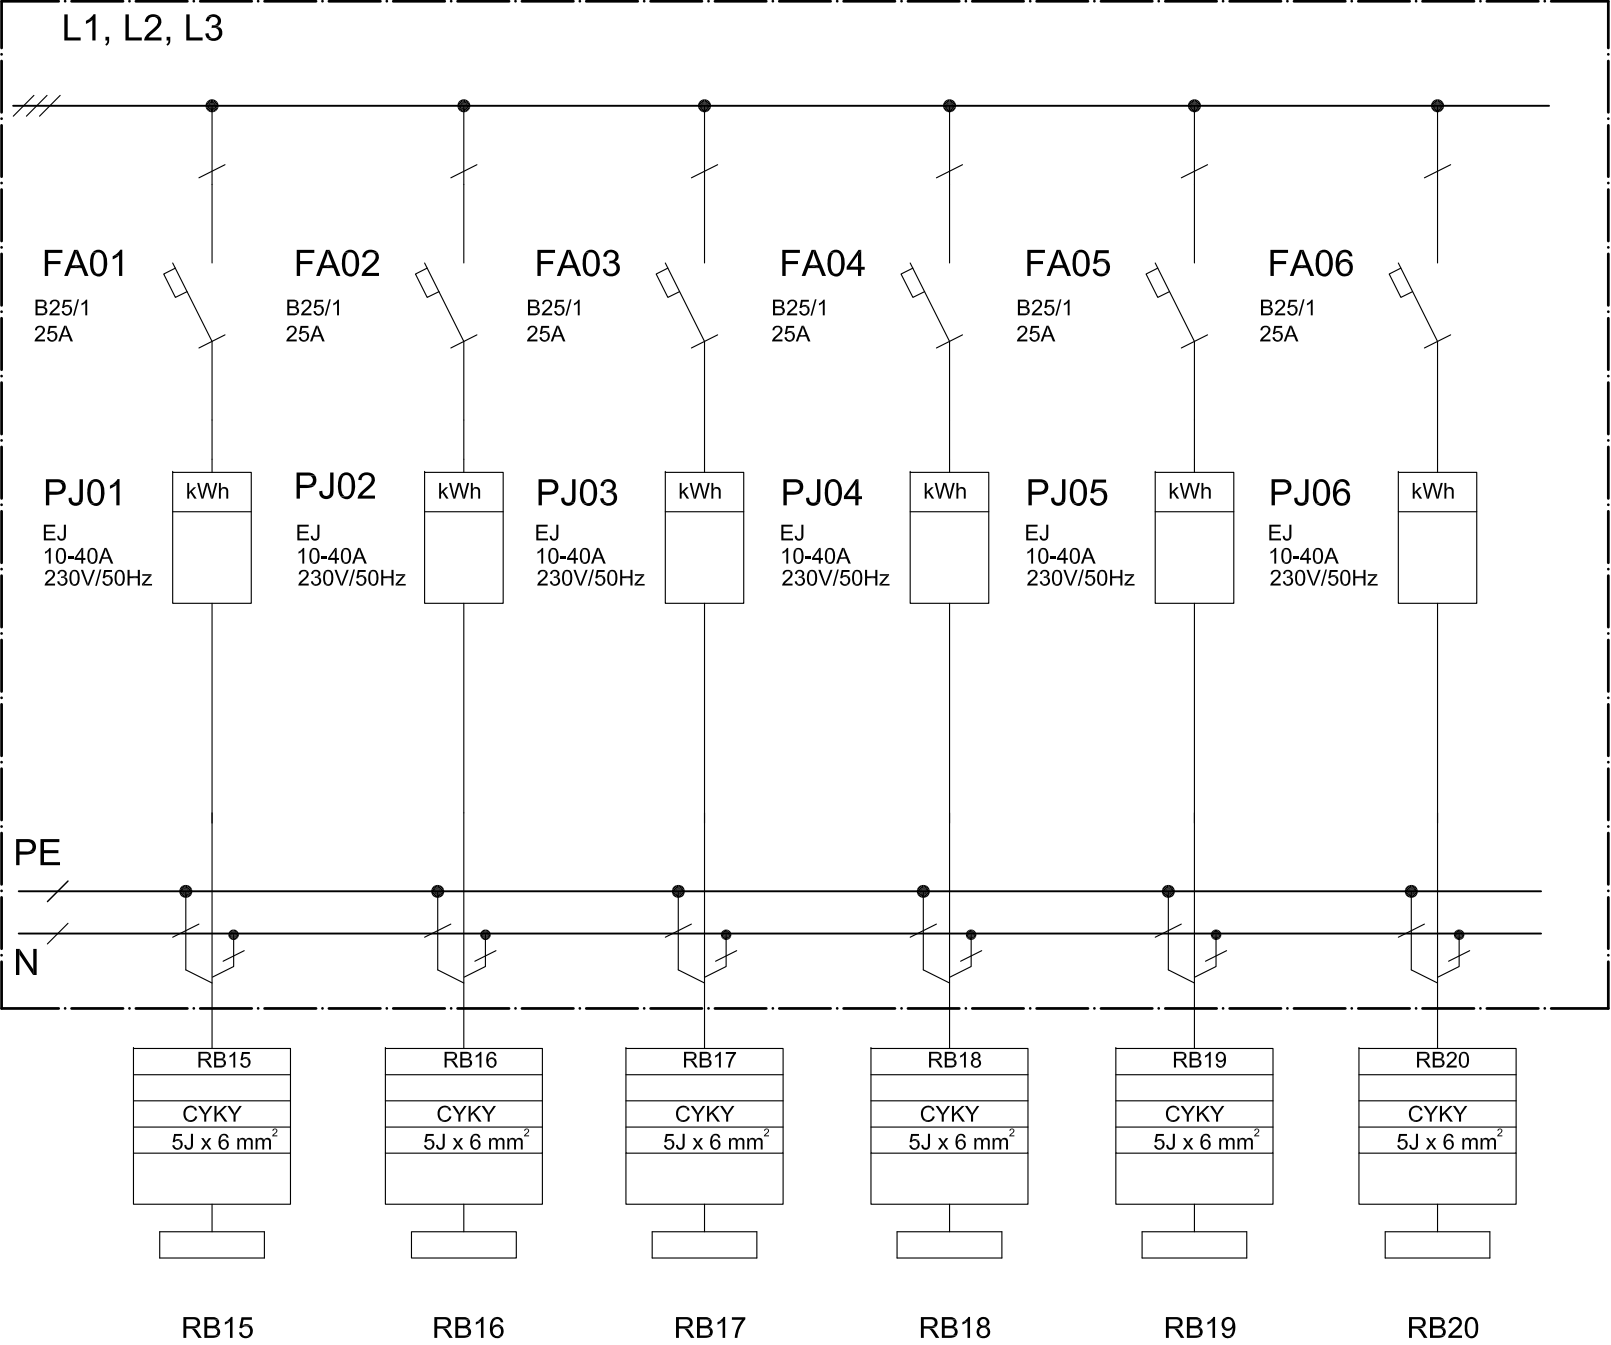 L1, L2, L3
FA01
B25/1
25A
FA02
B25/1
25A
FA03
B25/1
25A
FA04
B25/1
25A
FA05
B25/1
25A
FA06
B25/1
25A
PJ01
EJ
10-40A
230V/50Hz
kWh
PJ02
EJ
10-40A
230V/50Hz
kWh
PJ03
EJ
10-40A
230V/50Hz
kWh
PJ04
EJ
10-40A
230V/50Hz
kWh
PJ05
EJ
10-40A
230V/50Hz
kWh
PJ06
EJ
10-40A
230V/50Hz
kWh
PE
N
RB15
CYKY
5J x 6 mm²
RB16
CYKY
5J x 6 mm²
RB17
CYKY
5J x 6 mm²
RB18
CYKY
5J x 6 mm²
RB19
CYKY
5J x 6 mm²
RB20
CYKY
5J x 6 mm²
RB15
RB16
RB17
RB18
RB19
RB20